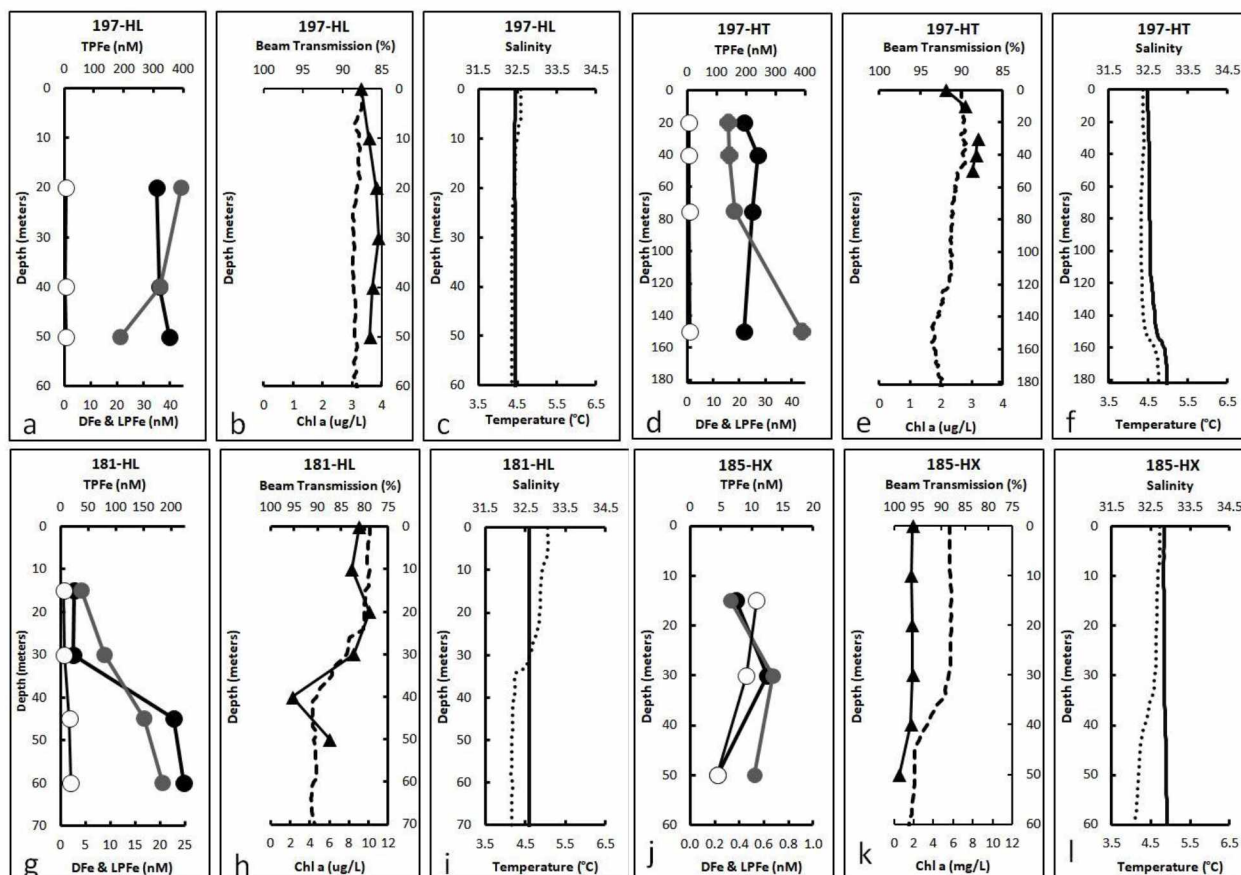 197-HL
TPFe (nM)
0 100 200 300 400
0
10
20
30
40
50
60
Depth (meters)
0 10 20 30 40
DFe & LPFe (nM)
a
197-HL
Beam Transmission (%)
100 95 90 85
0
10
20
30
40
50
60
Depth (meters)
0 1 2 3 4
Chl a (ug/L)
b
197-HL
Salinity
31.5 32.5 33.5 34.5
0
10
20
30
40
50
60
Depth (meters)
3.5 4.5 5.5 6.5
Temperature (°C)
c
197-HT
TPFe (nM)
0 100 200 300 400
0
20
40
60
80
100
120
140
160
180
Depth (meters)
0 10 20 30 40
DFe & LPFe (nM)
d
197-HT
Beam Transmission (%)
100 95 90 85
0
20
40
60
80
100
120
140
160
180
Depth (meters)
0 1 2 3 4
Chl a (ug/L)
e
197-HT
Salinity
31.5 32.5 33.5 34.5
0
20
40
60
80
100
120
140
160
180
Depth (meters)
3.5 4.5 5.5 6.5
Temperature (°C)
f
181-HL
TPFe (nM)
0 50 100 150 200
0
10
20
30
40
50
60
70
Depth (meters)
0 5 10 15 20 25
DFe & LPFe (nM)
g
181-HL
Beam Transmission (%)
100 95 90 85 80 75
0
10
20
30
40
50
60
70
Depth (meters)
0 2 4 6 8 10 12
Chl a (ug/L)
h
181-HL
Salinity
31.5 32.5 33.5 34.5
0
10
20
30
40
50
60
70
Depth (meters)
3.5 4.5 5.5 6.5
Temperature (°C)
i
185-HX
TPFe (nM)
0 5 10 15 20
0
10
20
30
40
50
60
Depth (meters)
0.0 0.2 0.4 0.6 0.8 1.0
DFe & LPFe (nM)
j
185-HX
Beam Transmission (%)
100 95 90 85 80 75
0
10
20
30
40
50
60
Depth (meters)
0 2 4 6 8 10 12
Chl a (mg/L)
k
185-HX
Salinity
31.5 32.5 33.5 34.5
0
10
20
30
40
50
60
Depth (meters)
3.5 4.5 5.5 6.5
Temperature (°C)
l